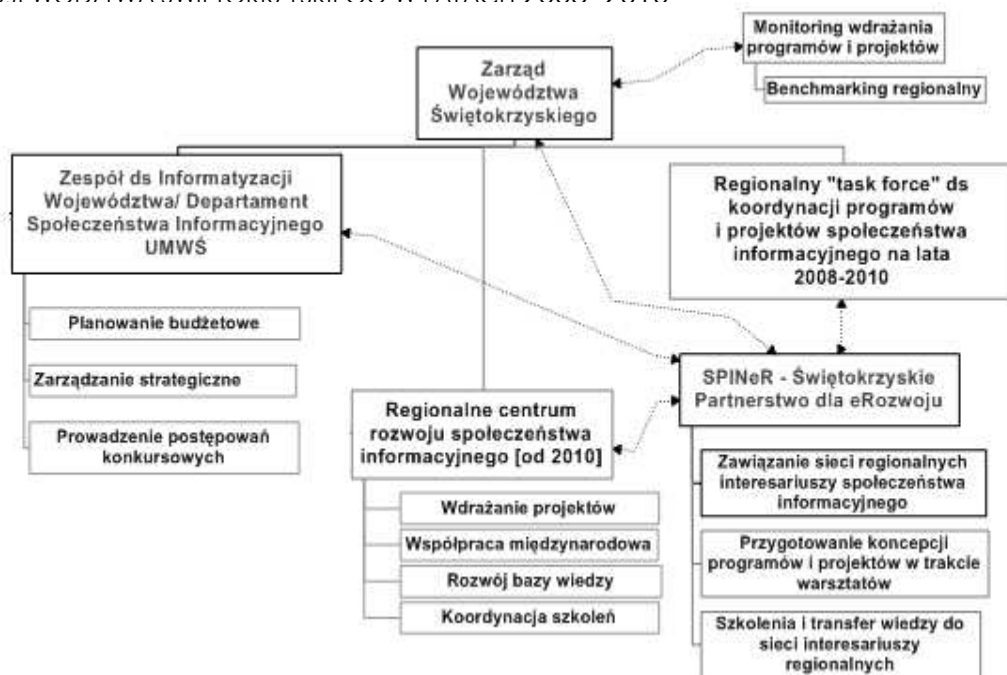 Monitoring wdrażania
programów i projektów
Benchmarking regionalny
Zarząd
Województwa
Świętokrzyskiego
Zespół ds Informatyzacji
Województwa/ Departament
Społeczeństwa Informacyjnego
UMWŚ
Planowanie budżetowe
Zarządzanie strategiczne
Prowadzenie postępowań
konkursowych
Regionalny "task force" ds
koordynacji programów
i projektów społeczeństwa
informacyjnego na lata
2008-2010
Regionalne centrum
rozwoju społeczeństwa
informacyjnego [od 2010]
Wdrażanie projektów
Współpraca międzynarodowa
Rozwój bazy wiedzy
Koordynacja szkoleń
SPINeR - Świętokrzyskie
Partnerstwo dla eRozwoju
Zawiązanie sieci regionalnych
interesariuszy społeczeństwa
informacyjnego
Przygotowanie koncepcji
programów i projektów w trakcie
warsztatów
Szkolenia i transfer wiedzy do
sieci interesariuszy
regionalnych